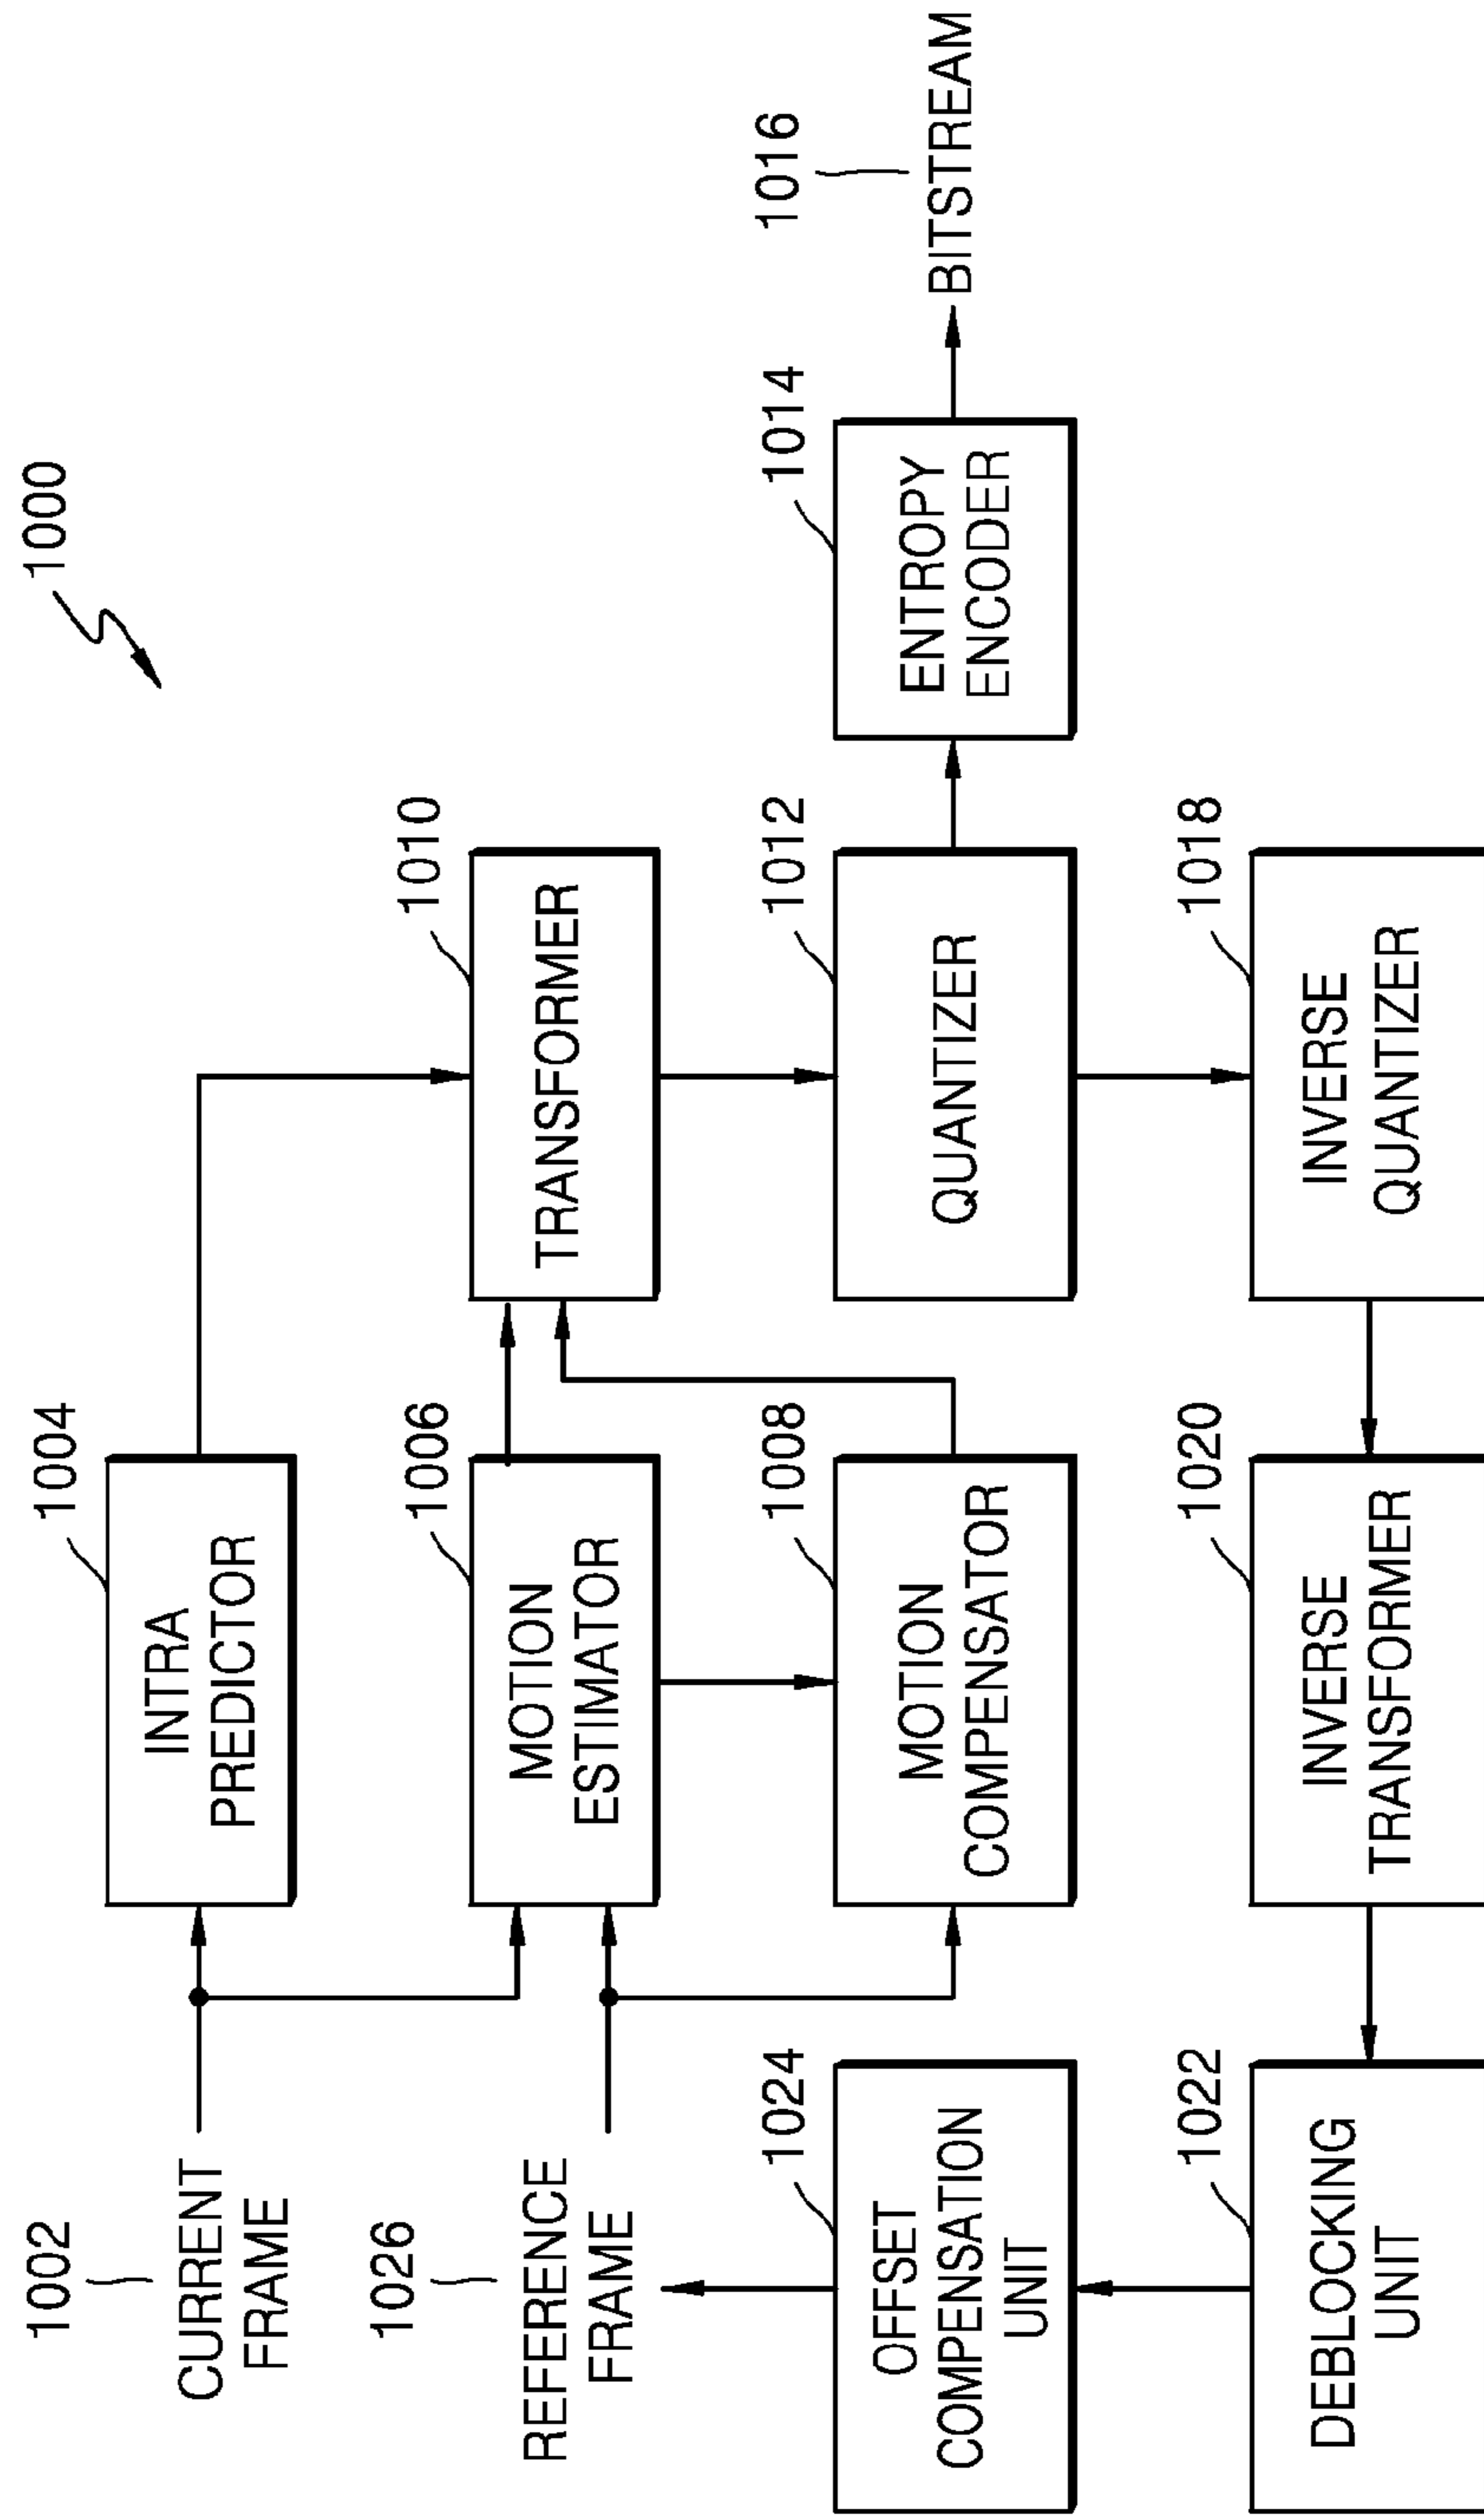 1000
1002
CURRENT
FRAME
1004
INTRA
PREDICTOR
1026
REFERENCE
FRAME
1006
MOTION
ESTIMATOR
1010
TRANSFORMER
1024
OFFSET
COMPENSATION
UNIT
1008
MOTION
COMPENSATOR
1012
QUANTIZER
1014
ENTROPY
ENCODER
1016
BITSTREAM
1022
DEBLOCKING
UNIT
1020
INVERSE
TRANSFORMER
1018
INVERSE
QUANTIZER